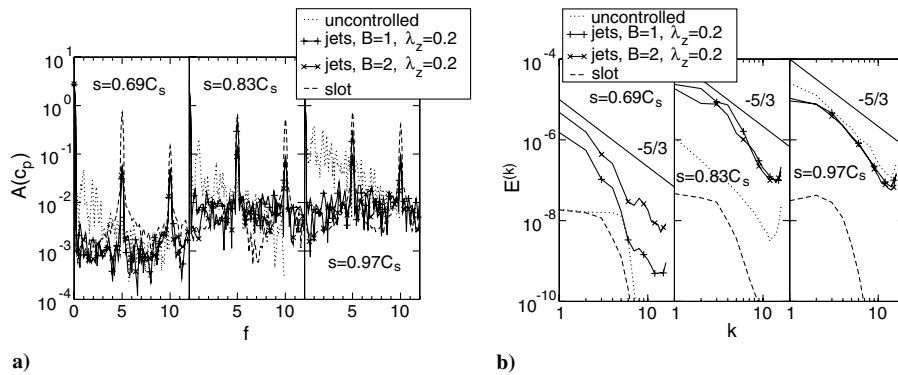 uncontrolled
jets, B=1, λz=0.2
jets, B=2, λz=0.2
slot
10^1
10^0
10^-1
10^-2
10^-3
10^-4
A(cp)
s=0.69Cs
s=0.83Cs
s=0.97Cs
0 5 10 5 10 5 10
f
a)
uncontrolled
jets, B=1, λz=0.2
jets, B=2, λz=0.2
slot
10^-4
10^-6
10^-8
10^-10
E^(k)
s=0.69Cs
-5/3
-5/3
-5/3
s=0.83Cs
s=0.97Cs
1 10 1 10 1 10
k
b)